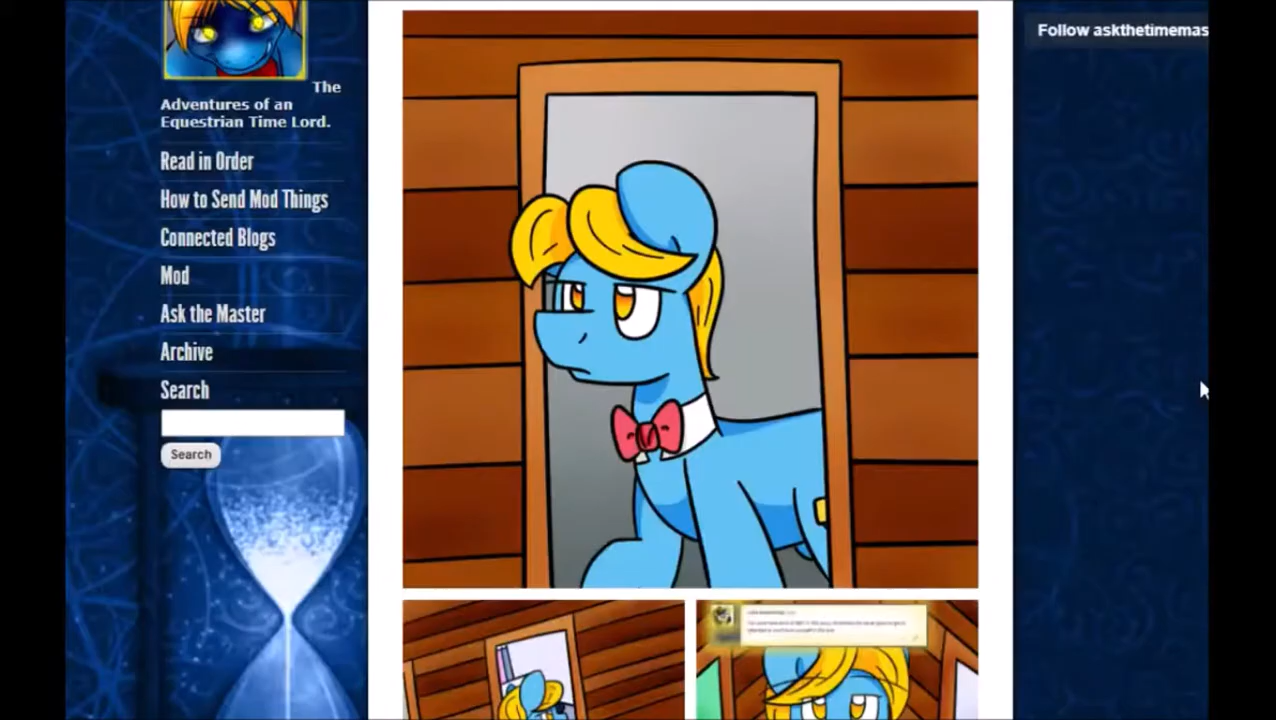 Follow askthetimemas
The
Adventures of an
Equestrian Time Lord.
Read in Order
How to Send Mod Things
Connected Blogs
Mod
Ask the Master
Archive
Search
Search